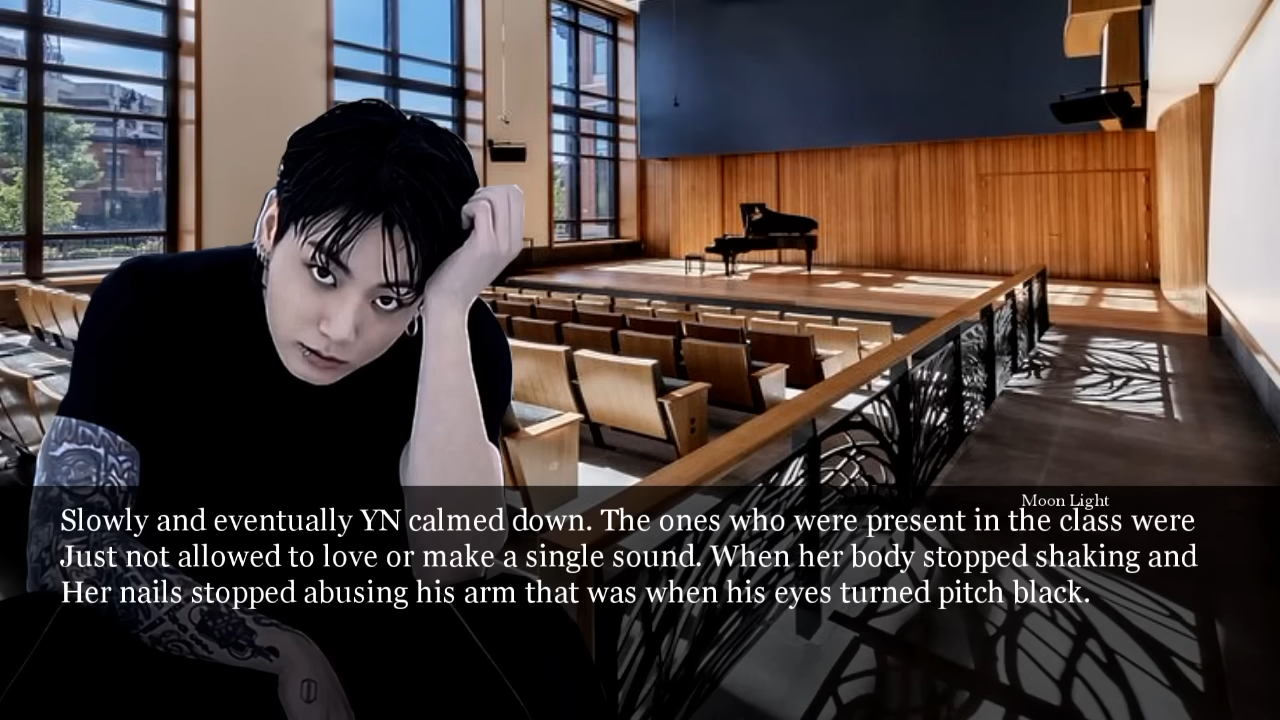 Moon Light
Slowly and eventually YN calmed down. The ones who were present in the class were
Just not allowed to love or make a single sound. When her body stopped shaking and
Her nails stopped abusing his arm that was when his eyes turned pitch black.